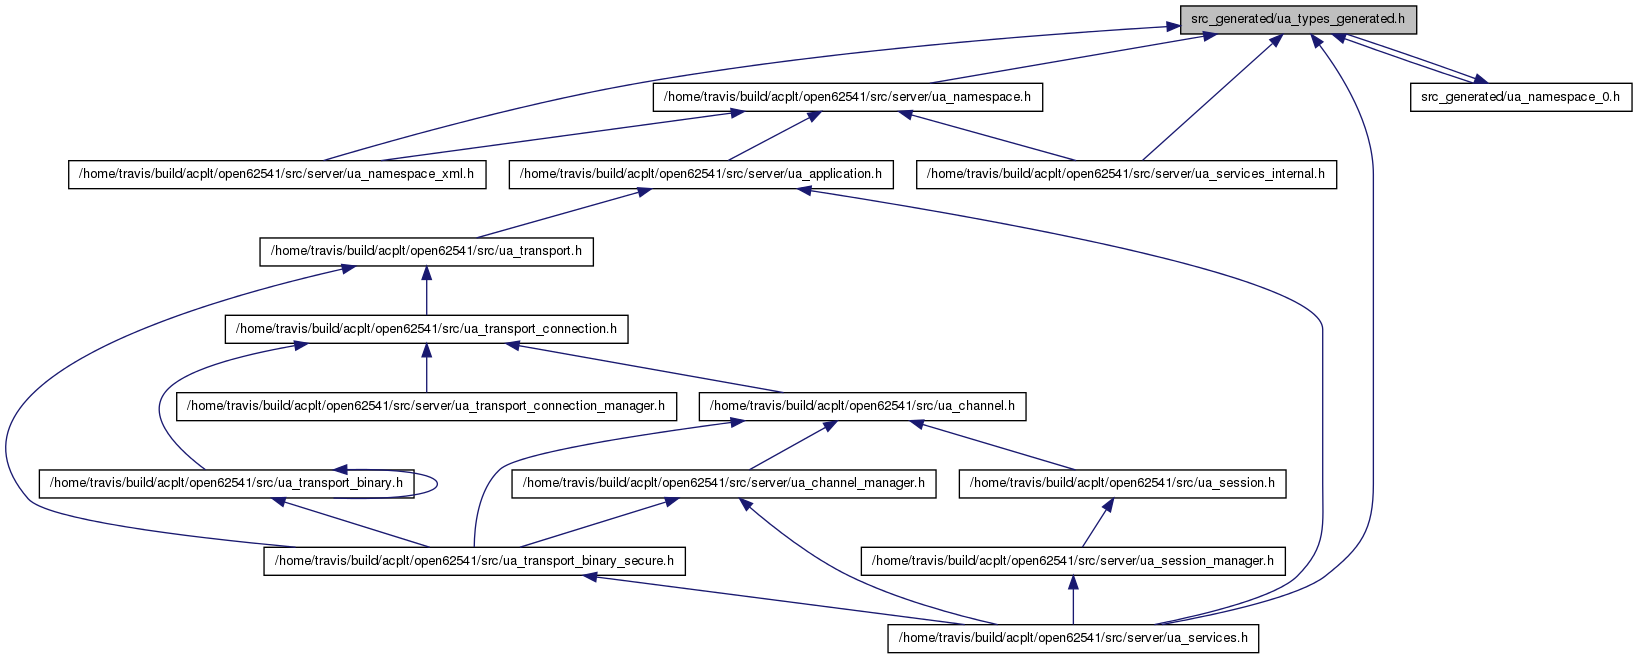 src_generated/ua_types_generated.h
/home/travis/build/acplt/open62541/src/server/ua_namespace.h
src_generated/ua_namespace_0.h
/home/travis/build/acplt/open62541/src/server/ua_namespace_xml.h
/home/travis/build/acplt/open62541/src/server/ua_application.h
/home/travis/build/acplt/open62541/src/server/ua_services_internal.h
/home/travis/build/acplt/open62541/src/ua_transport.h
/home/travis/build/acplt/open62541/src/ua_transport_connection.h
/home/travis/build/acplt/open62541/src/server/ua_transport_connection_manager.h
/home/travis/build/acplt/open62541/src/ua_channel.h
/home/travis/build/acplt/open62541/src/ua_transport_binary.h
/home/travis/build/acplt/open62541/src/server/ua_channel_manager.h
/home/travis/build/acplt/open62541/src/ua_session.h
/home/travis/build/acplt/open62541/src/ua_transport_binary_secure.h
/home/travis/build/acplt/open62541/src/server/ua_session_manager.h
/home/travis/build/acplt/open62541/src/server/ua_services.h